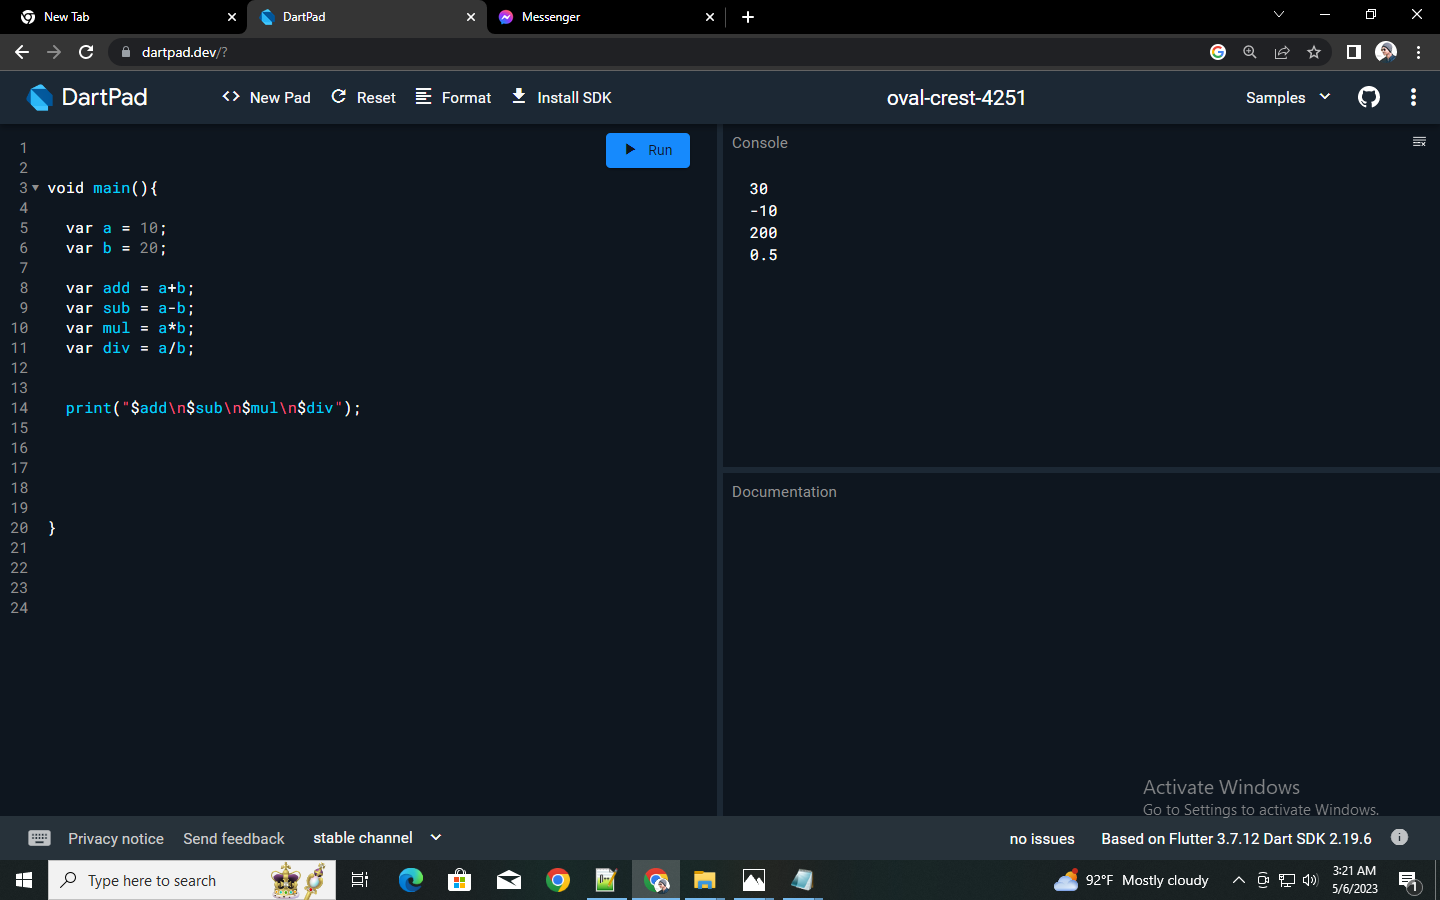 New Tab
DartPad
Messenger
dartpad.dev/?
DartPad
<> New Pad
Reset
Format
Install SDK
oval-crest-4251
Samples
Run
Console
1
2
3 void main(){
4
5 var a = 10;
6 var b = 20;
7
8 var add = a+b;
9 var sub = a-b;
10 var mul = a*b;
11 var div = a/b;
12
13
14 print("$add\n$sub\n$mul\n$div");
15
16
17
18
19
20 }
21
22
23
24
30
-10
200
0.5
Documentation
Activate Windows
Go to Settings to activate Windows.
Privacy notice
Send feedback
stable channel
no issues
Based on Flutter 3.7.12 Dart SDK 2.19.6
Type here to search
92°F Mostly cloudy
3:21 AM
5/6/2023
1